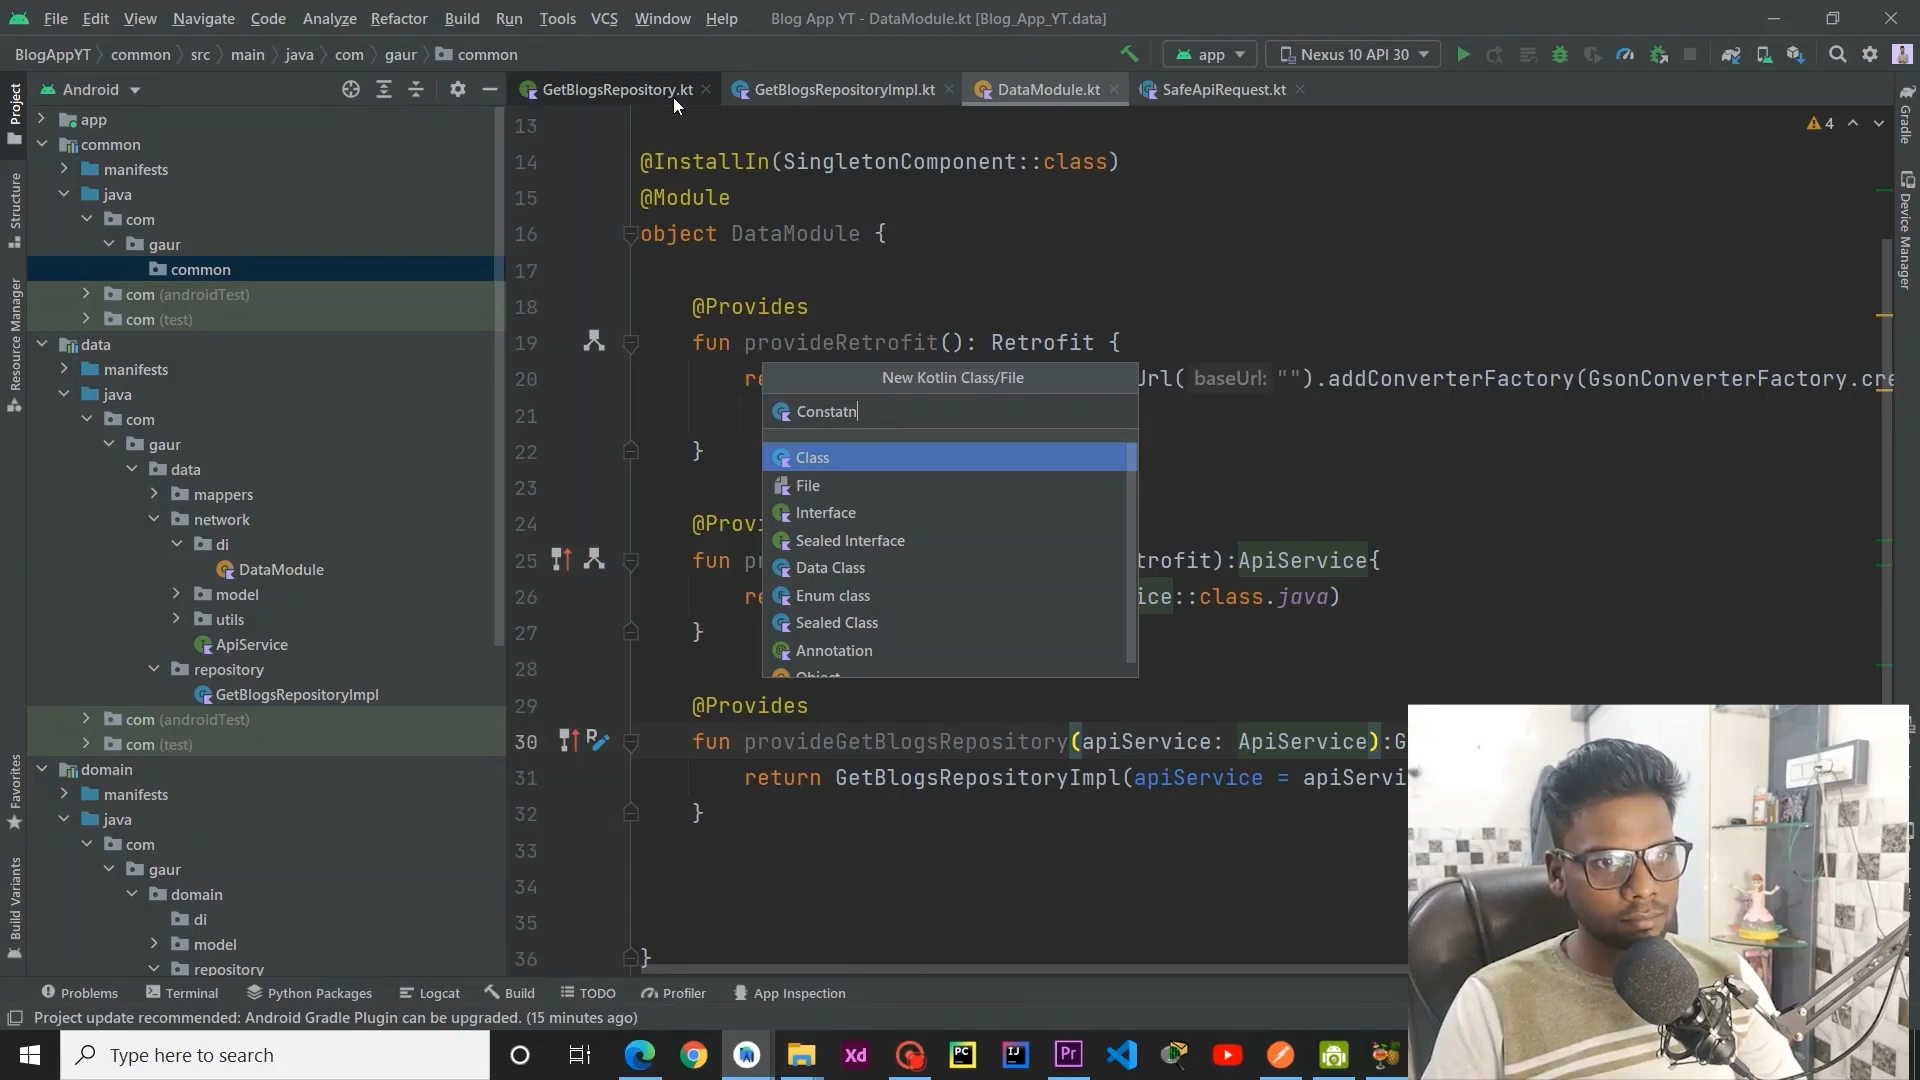 File Edit View Navigate Code Analyze Refactor Build Run Tools VCS Window Help Blog App YT - DataModule.kt [Blog_App_YT.data]
BlogAppYT common src main java com gaur common app Nexus 10 API 30
Project
Android
GetBlogsRepository.kt GetBlogsRepositoryImpl.kt DataModule.kt SafeApiRequest.kt
Gradle
Device Manager
Structure
Resource Manager
Favorites
Build Variants
app
common
manifests
java
com
gaur
common
com (androidTest)
com (test)
data
manifests
java
com
gaur
data
mappers
network
di
DataModule
model
utils
ApiService
repository
GetBlogsRepositoryImpl
com (androidTest)
com (test)
domain
manifests
java
com
gaur
domain
di
model
repository
4
13
14 @InstallIn(SingletonComponent::class)
15 @Module
16 object DataModule {
17
18 @Provides
19 fun provideRetrofit(): Retrofit {
20 re Url( baseUrl: "").addConverterFactory(GsonConverterFactory.cre
21
22 }
23
24 @Provi
25 fun pr trofit):ApiService{
26 re ice::class.java)
27 }
28
29 @Provides
30 fun provideGetBlogsRepository(apiService: ApiService):G
31 return GetBlogsRepositoryImpl(apiService = apiServi
32 }
33
34
35
36 }
New Kotlin Class/File
Constatn
Class
File
Interface
Sealed Interface
Data Class
Enum class
Sealed Class
Annotation
Object
Problems Terminal Python Packages Logcat Build TODO Profiler App Inspection
Project update recommended: Android Gradle Plugin can be upgraded. (15 minutes ago)
Type here to search
Xd
PC
IJ
Pr